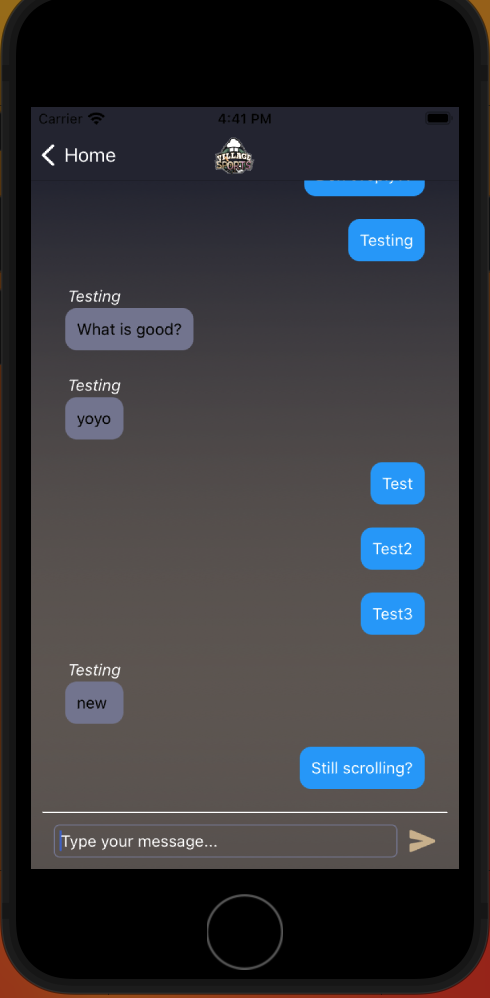 Carrier
4:41 PM
Home
VILLAGE
SPORTS
Testing
Testing
What is good?
Testing
yoyo
Test
Test2
Test3
Testing
new
Still scrolling?
Type your message...